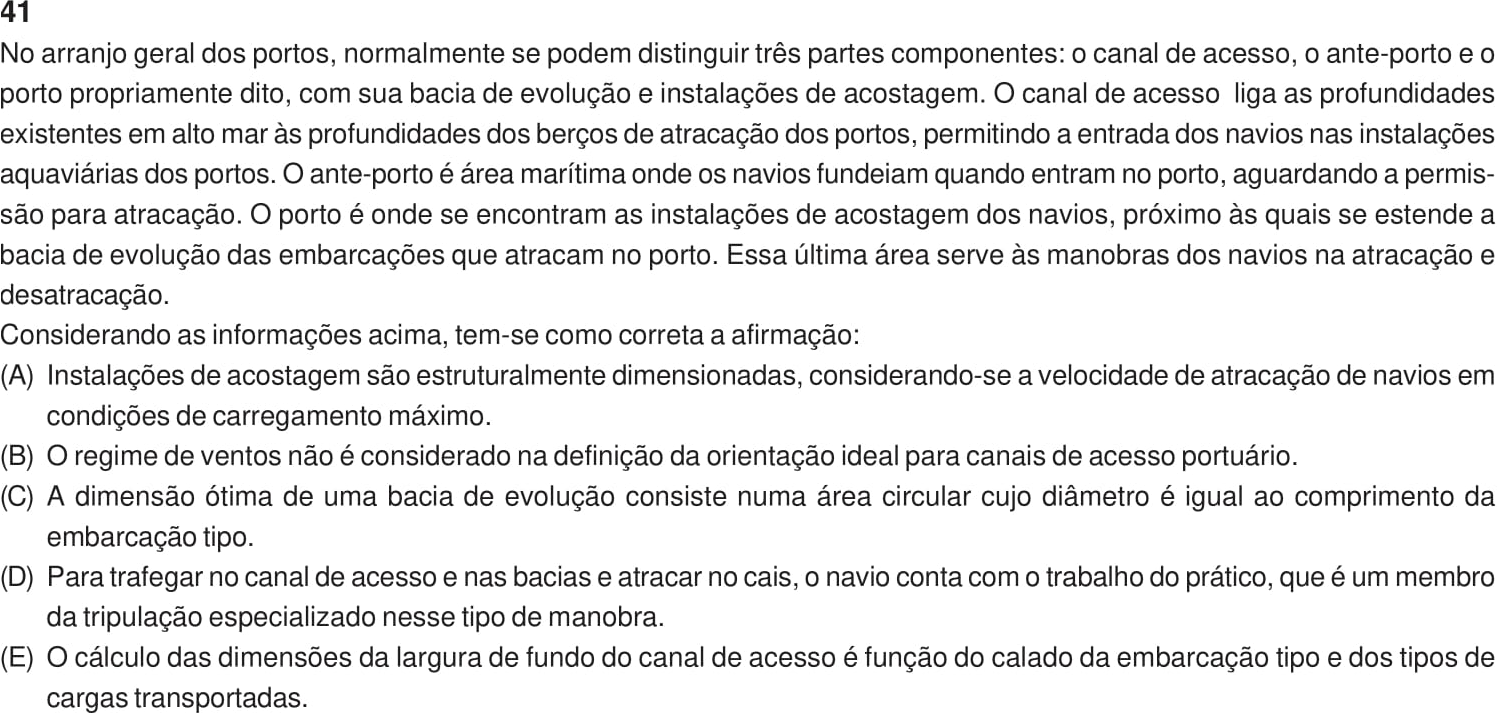 41
No arranjo geral dos portos, normalmente se podem distinguir três partes componentes: o canal de acesso, o ante-porto e o
porto propriamente dito, com sua bacia de evolução e instalações de acostagem. O canal de acesso liga as profundidades
existentes em alto mar às profundidades dos berços de atracação dos portos, permitindo a entrada dos navios nas instalações
aquaviárias dos portos. O ante-porto é área marítima onde os navios fundeiam quando entram no porto, aguardando a permis-
são para atracação. O porto é onde se encontram as instalações de acostagem dos navios, próximo às quais se estende a
bacia de evolução das embarcações que atracam no porto. Essa última área serve às manobras dos navios na atracação e
desatracação.
Considerando as informações acima, tem-se como correta a afirmação:
(A) Instalações de acostagem são estruturalmente dimensionadas, considerando-se a velocidade de atracação de navios em
condições de carregamento máximo.
(B) O regime de ventos não é considerado na definição da orientação ideal para canais de acesso portuário.
(C) A dimensão ótima de uma bacia de evolução consiste numa área circular cujo diâmetro é igual ao comprimento da
embarcação tipo.
(D) Para trafegar no canal de acesso e nas bacias e atracar no cais, o navio conta com o trabalho do prático, que é um membro
da tripulação especializado nesse tipo de manobra.
(E) O cálculo das dimensões da largura de fundo do canal de acesso é função do calado da embarcação tipo e dos tipos de
cargas transportadas.